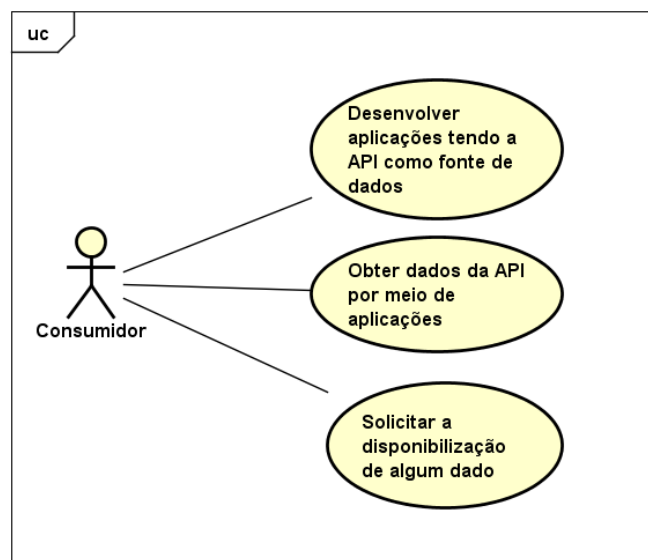 uc
Desenvolver
aplicações tendo a
API como fonte de
dados
Obter dados da API
por meio de
aplicações
Consumidor
Solicitar a
disponibilização
de algum dado